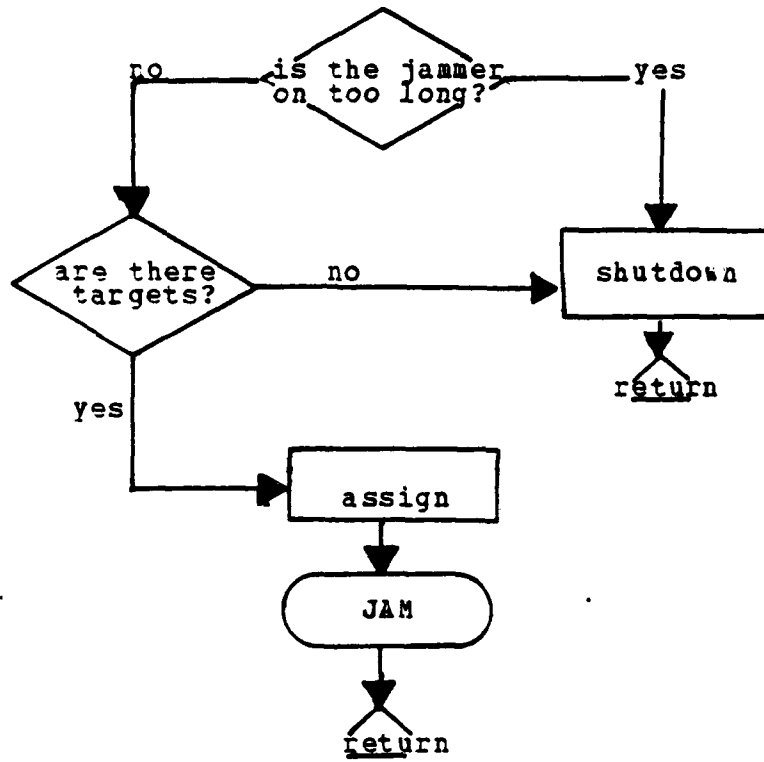 is the jammer
on too long?
no
yes
are there
targets?
no
shutdown
return
yes
assign
JAM
return